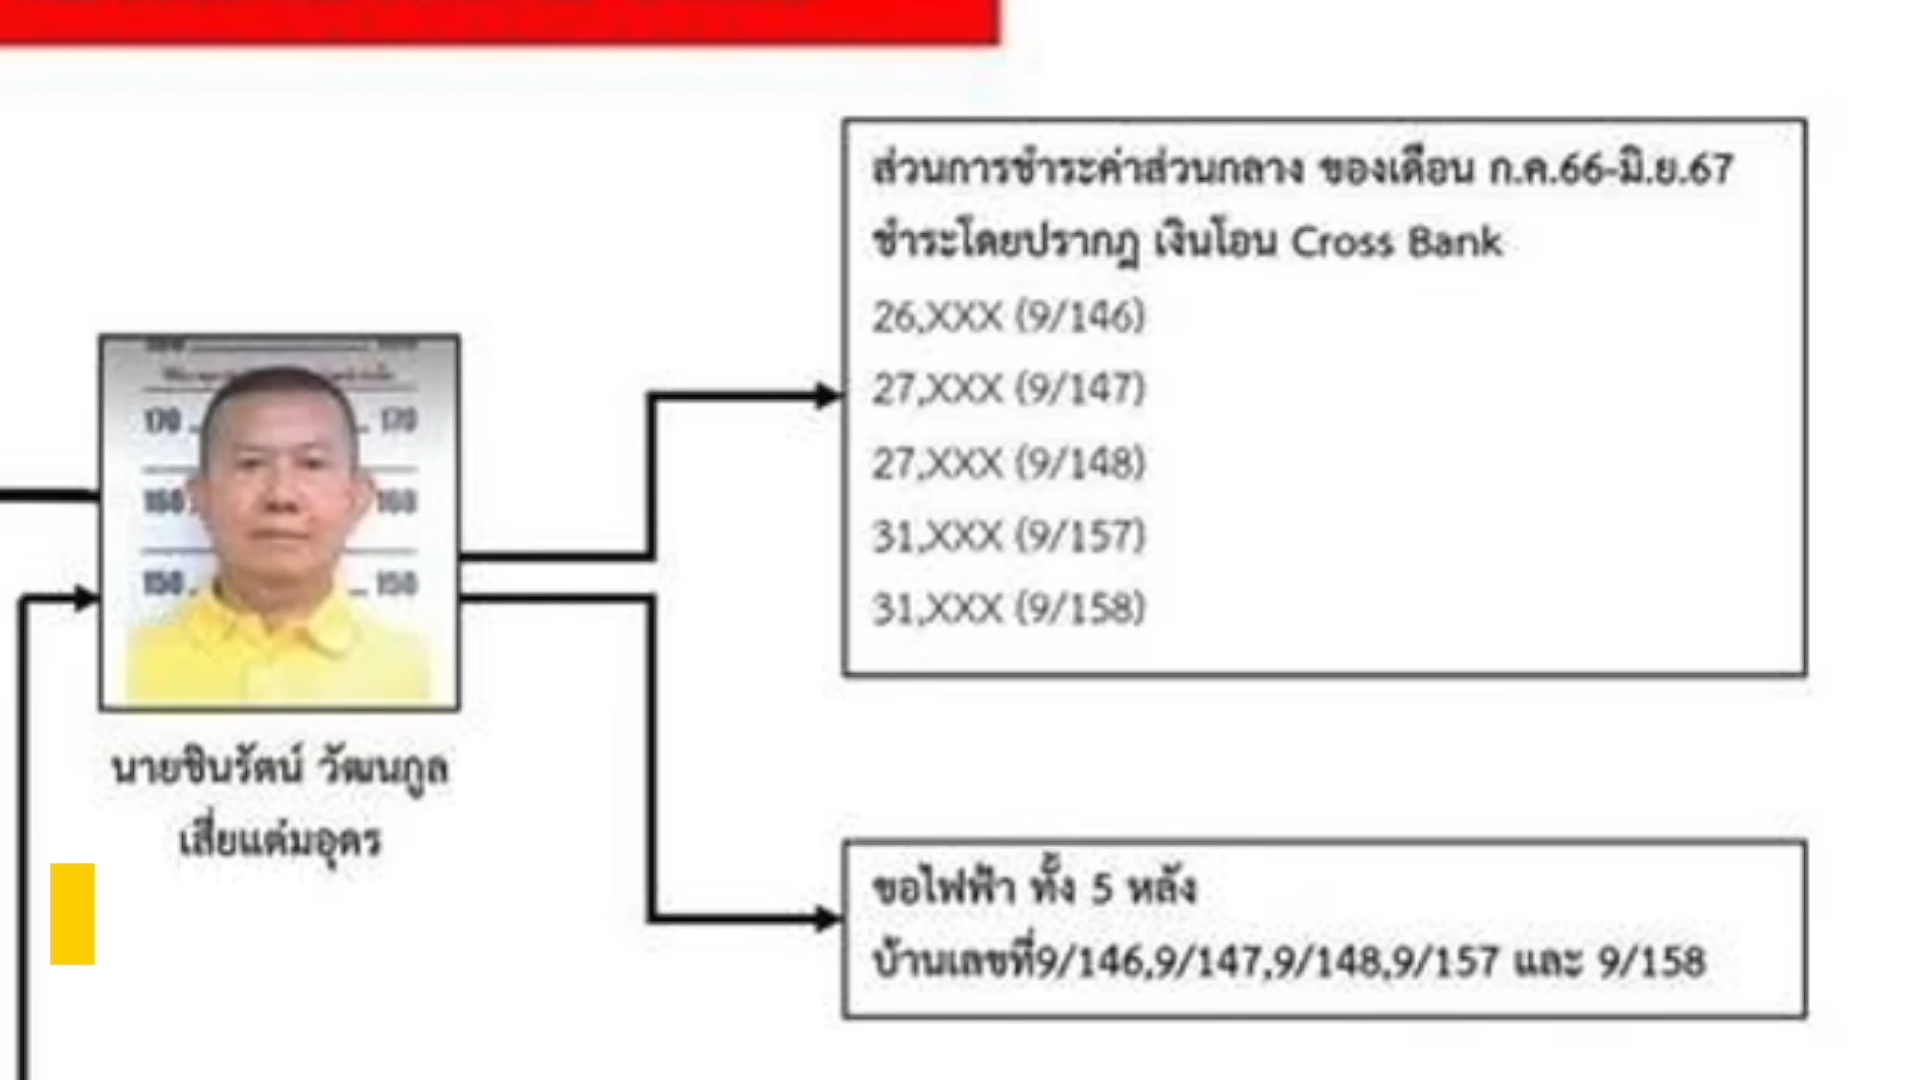 170 170
160 160
150 150
นายชินรัตน์ วัฒนกูล
เสี่ยแต๋มอุดร
ส่วนการชำระค่าส่วนกลาง ของเดือน ก.ค.66-มิ.ย.67
ชำระโดยปรากฎ เงินโอน Cross Bank
26,XXX (9/146)
27,XXX (9/147)
27,XXX (9/148)
31,XXX (9/157)
31,XXX (9/158)
ขอไฟฟ้า ทั้ง 5 หลัง
บ้านเลขที่9/146,9/147,9/148,9/157 และ 9/158